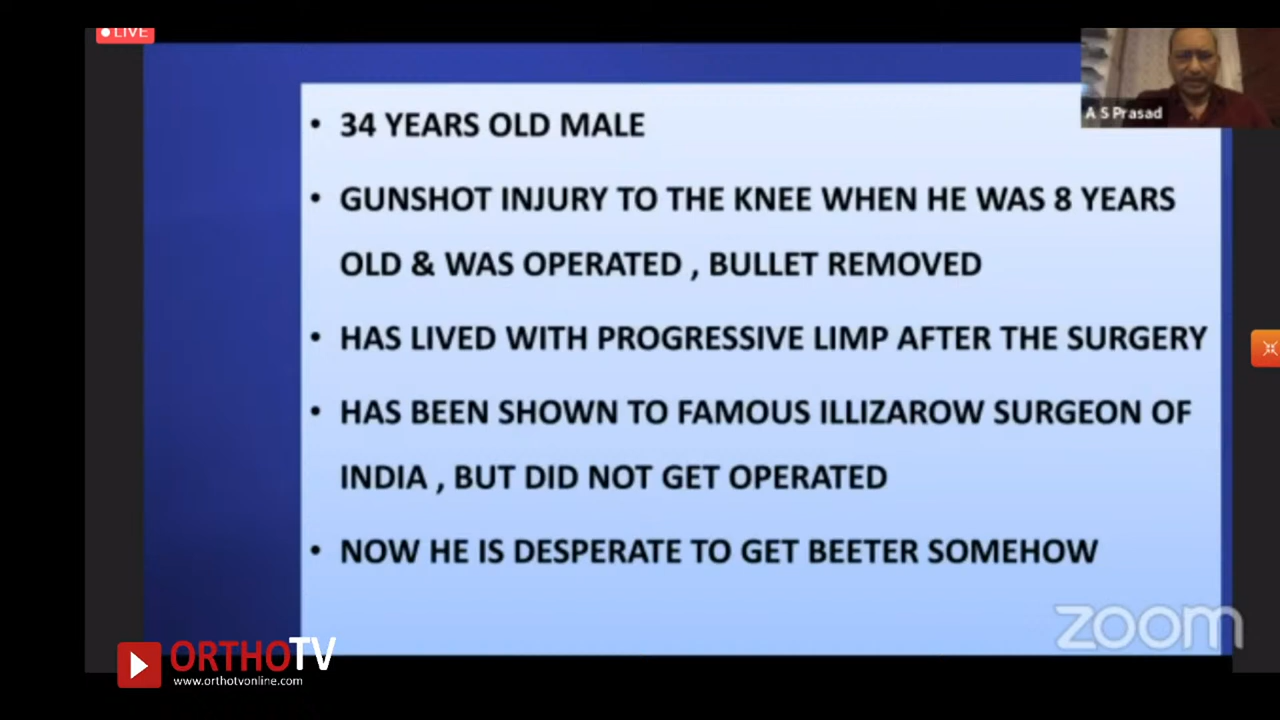 LIVE
A S Prasad
• 34 YEARS OLD MALE
• GUNSHOT INJURY TO THE KNEE WHEN HE WAS 8 YEARS
OLD & WAS OPERATED , BULLET REMOVED
• HAS LIVED WITH PROGRESSIVE LIMP AFTER THE SURGERY
• HAS BEEN SHOWN TO FAMOUS ILLIZAROW SURGEON OF
INDIA , BUT DID NOT GET OPERATED
• NOW HE IS DESPERATE TO GET BEETER SOMEHOW
zoom
ORTHOTV
www.orthotvonline.com